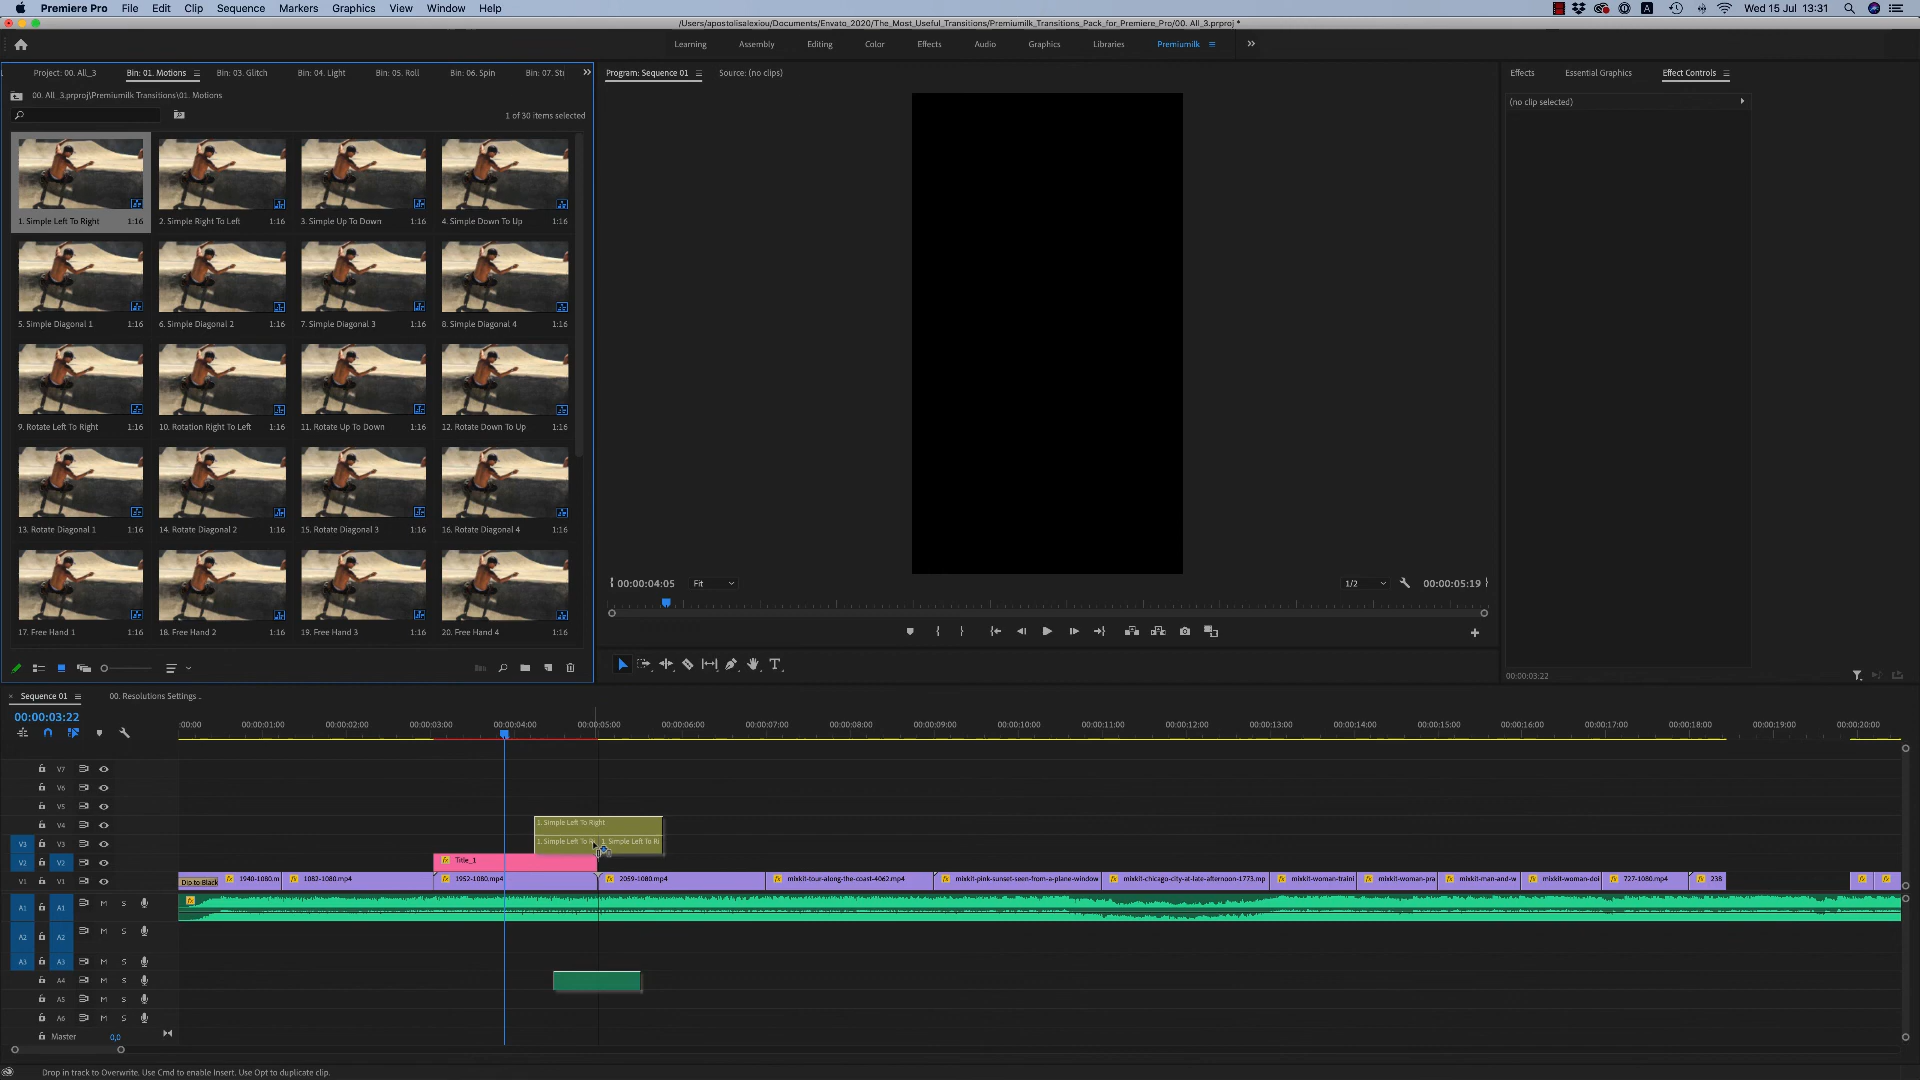 Premiere Pro File Edit Clip Sequence Markers Graphics View Window Help Wed 15 Jul 13:31
/Users/apostolisalexiou/Documents/Envato_2020/The_Most_Useful_Transitions/Premiumilk_Transitions_Pack_for_Premiere_Pro/00. All_3.prproj *
Learning Assembly Editing Color Effects Audio Graphics Libraries Premiumilk
Project: 00. All_3 Bin: 01. Motions Bin: 03. Glitch Bin: 04. Light Bin: 05. Roll Bin: 06. Spin Bin: 07. Sti
Program: Sequence 01 Source: (no clips)
Effects Essential Graphics Effect Controls
00. All_3.prproj\Premiumilk Transitions\01. Motions
(no clip selected)
1 of 30 items selected
1. Simple Left To Right 1:16 2. Simple Right To Left 1:16 3. Simple Up To Down 1:16 4. Simple Down To Up 1:16
5. Simple Diagonal 1 1:16 6. Simple Diagonal 2 1:16 7. Simple Diagonal 3 1:16 8. Simple Diagonal 4 1:16
9. Rotate Left To Right 1:16 10. Rotation Right To Left 1:16 11. Rotate Up To Down 1:16 12. Rotate Down To Up 1:16
13. Rotate Diagonal 1 1:16 14. Rotate Diagonal 2 1:16 15. Rotate Diagonal 3 1:16 16. Rotate Diagonal 4 1:16
17. Free Hand 1 1:16 18. Free Hand 2 1:16 19. Free Hand 3 1:16 20. Free Hand 4 1:16
00:00:04:05 Fit 1/2 00:00:05:19
00:00:03:22
Sequence 01 00. Resolutions Settings ..
00:00:03:22
:00:00 00:00:01:00 00:00:02:00 00:00:03:00 00:00:04:00 00:00:05:00 00:00:06:00 00:00:07:00 00:00:08:00 00:00:09:00 00:00:10:00 00:00:11:00 00:00:12:00 00:00:13:00 00:00:14:00 00:00:15:00 00:00:16:00 00:00:17:00 00:00:18:00 00:00:19:00 00:00:20:00
V7
V6
V5
V4 1. Simple Left To Right
V3 V3 1. Simple Left To Ri 1. Simple Left To Ri
V2 V2 Title_1
V1 Dip to Black 1940-1080.m 1082-1080.mp4 1952-1080.mp4 2059-1080.mp4 mixkit-tour-along-the-coast-4062.mp4 mixkit-pink-sunset-seen-from-a-plane-window mixkit-chicago-city-at-late-afternoon-1773.mp mixkit-woman-traini mixkit-woman-pra mixkit-man-and-w mixkit-woman-doi 727-1080.mp4 238
A1 A1 M S
A2 A2 M S
A3 A3 M S
A4 M S
A5 M S
A6 M S
Master 0,0
Drop in track to Overwrite. Use Cmd to enable Insert. Use Opt to duplicate clip.